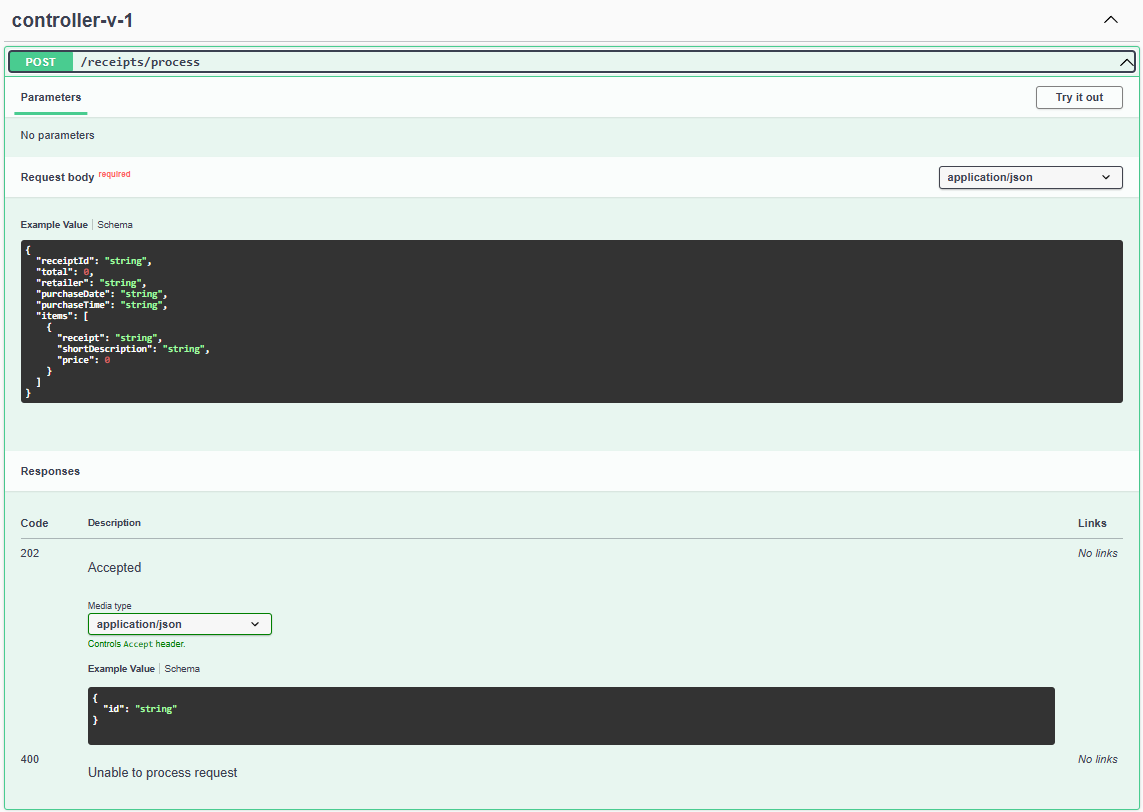 controller-v-1
POST /receipts/process
Parameters Try it out
No parameters
Request body required application/json
Example Value Schema
{
  "receiptId": "string",
  "total": 0,
  "retailer": "string",
  "purchaseDate": "string",
  "purchaseTime": "string",
  "items": [
    {
      "receipt": "string",
      "shortDescription": "string",
      "price": 0
    }
  ]
}
Responses
Code Description Links
202 No links
Accepted
Media type
application/json
Controls Accept header.
Example Value Schema
{
  "id": "string"
}
400 No links
Unable to process request